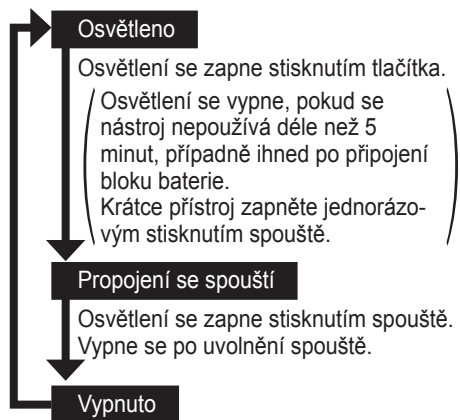 Osvětleno
Osvětlení se zapne stisknutím tlačítka.
Osvětlení se vypne, pokud se
nástroj nepoužívá déle než 5
minut, případně ihned po připojení
bloku baterie.
Krátce přístroj zapněte jednorázo-
vým stisknutím spouště.
Propojení se spouští
Osvětlení se zapne stisknutím spouště.
Vypne se po uvolnění spouště.
Vypnuto